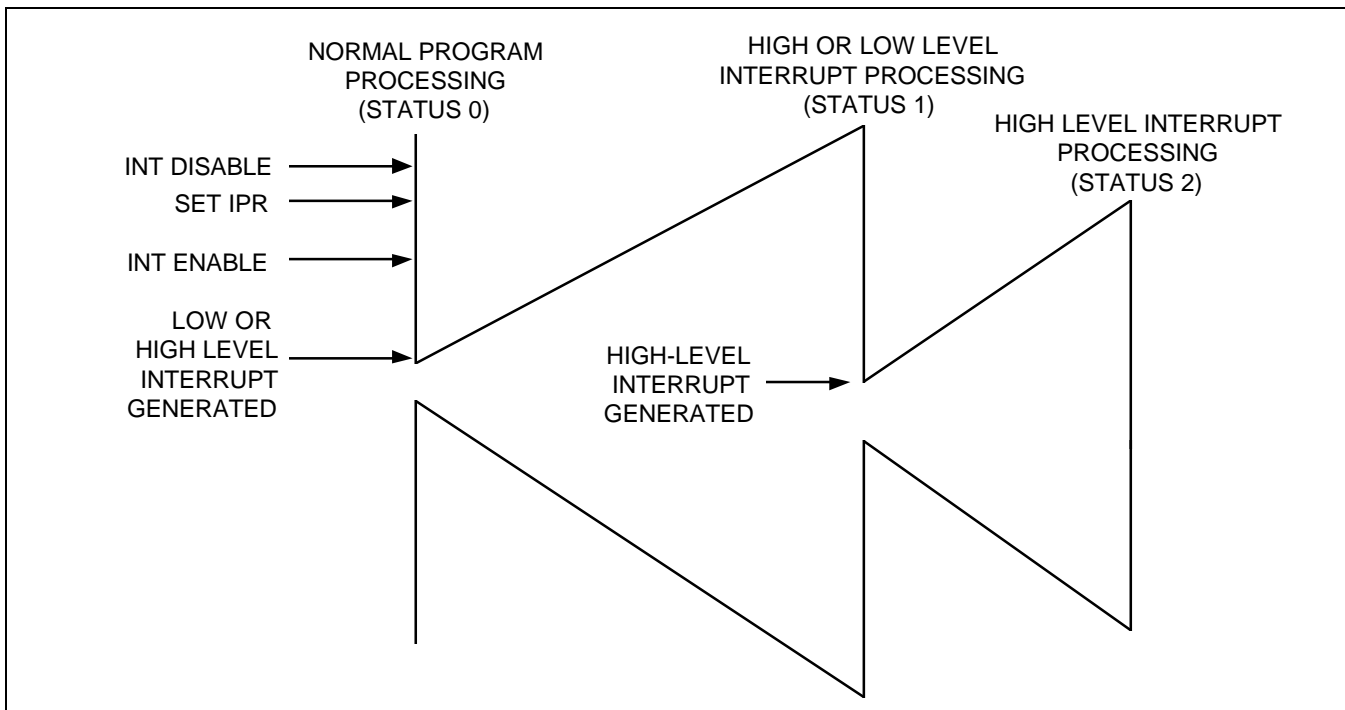 NORMAL PROGRAM
PROCESSING
(STATUS 0)
HIGH OR LOW LEVEL
INTERRUPT PROCESSING
(STATUS 1)
HIGH LEVEL INTERRUPT
PROCESSING
(STATUS 2)
INT DISABLE
SET IPR
INT ENABLE
LOW OR
HIGH LEVEL
INTERRUPT
GENERATED
HIGH-LEVEL
INTERRUPT
GENERATED